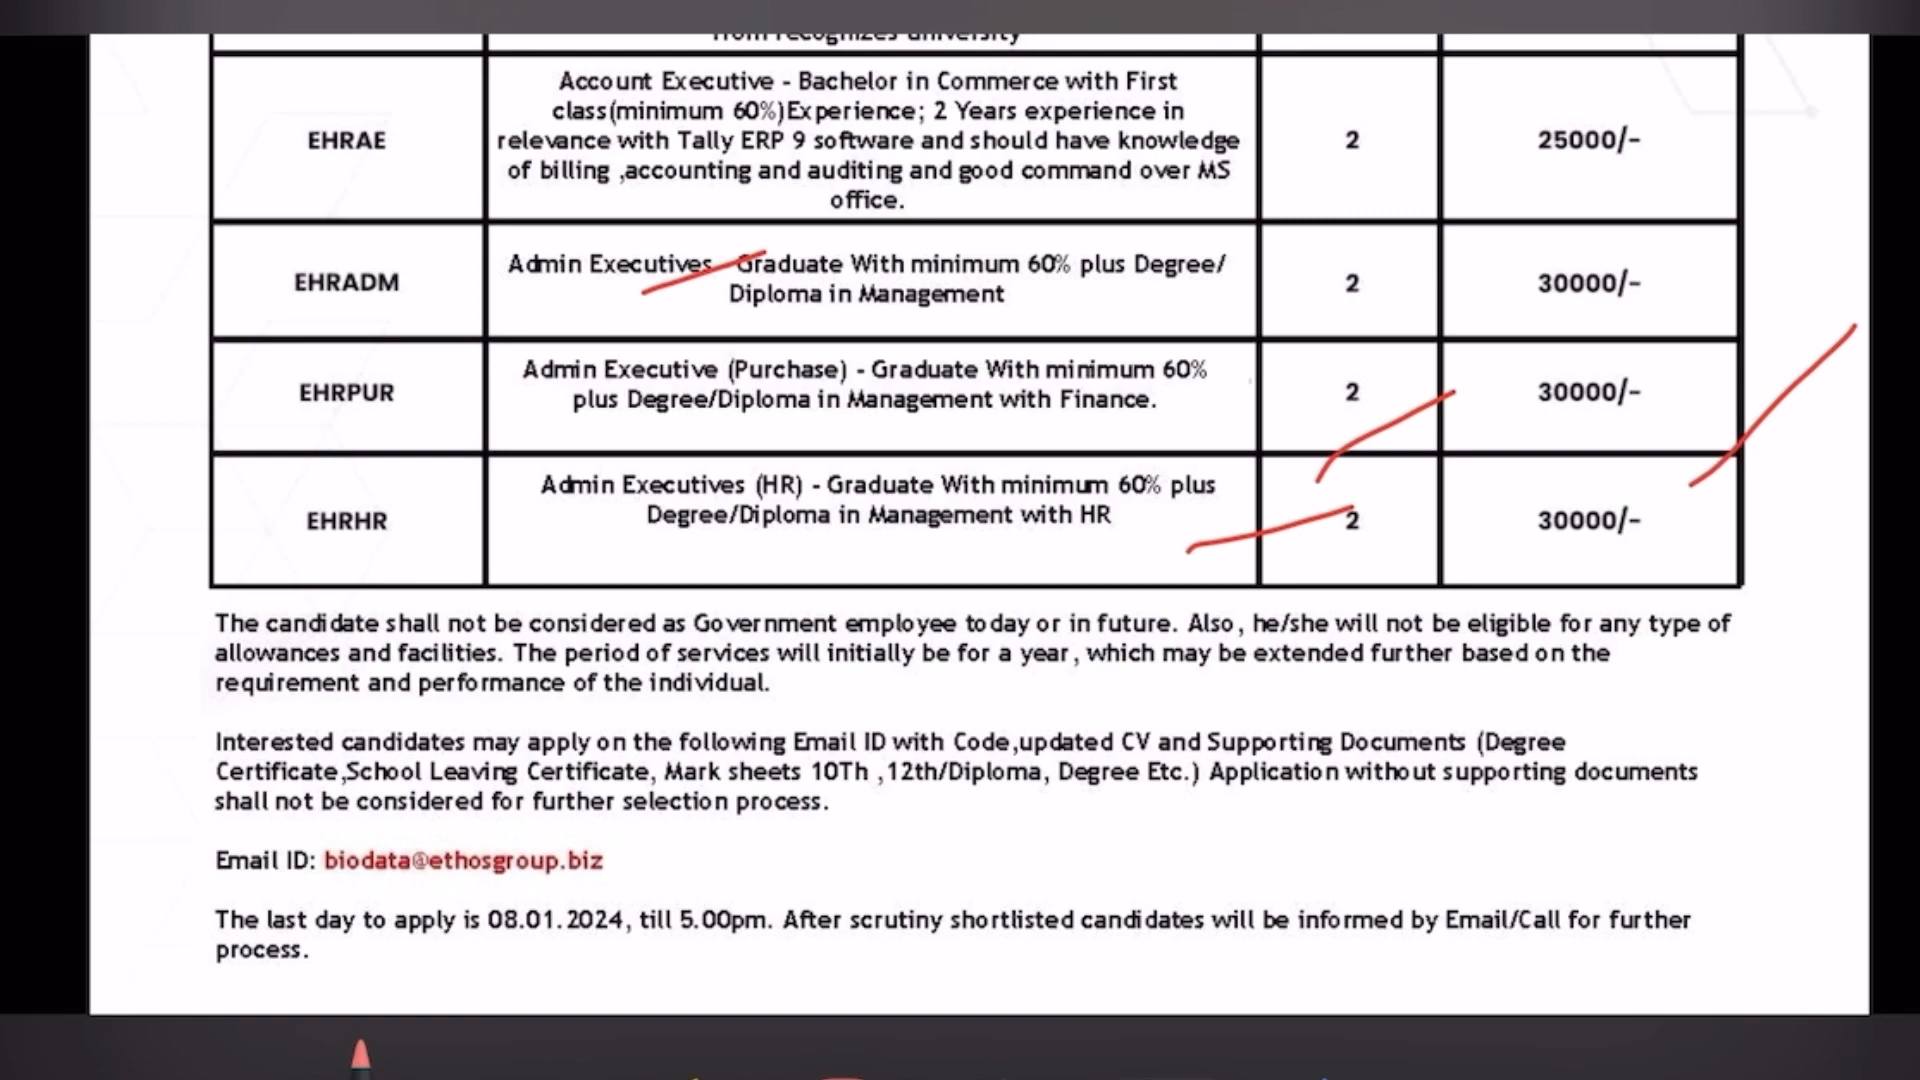 from recognizes university
EHRAE
Account Executive - Bachelor in Commerce with First
class(minimum 60%)Experience; 2 Years experience in
relevance with Tally ERP 9 software and should have knowledge
of billing ,accounting and auditing and good command over MS
office.
2
25000/-
EHRADM
Admin Executives - Graduate With minimum 60% plus Degree/
Diploma in Management
2
30000/-
EHRPUR
Admin Executive (Purchase) - Graduate With minimum 60%
plus Degree/Diploma in Management with Finance.
2
30000/-
EHRHR
Admin Executives (HR) - Graduate With minimum 60% plus
Degree/Diploma in Management with HR
2
30000/-
The candidate shall not be considered as Government employee today or in future. Also, he/she will not be eligible for any type of
allowances and facilities. The period of services will initially be for a year, which may be extended further based on the
requirement and performance of the individual.
Interested candidates may apply on the following Email ID with Code,updated CV and Supporting Documents (Degree
Certificate,School Leaving Certificate, Mark sheets 10Th ,12th/Diploma, Degree Etc.) Application without supporting documents
shall not be considered for further selection process.
Email ID: biodata@ethosgroup.biz
The last day to apply is 08.01.2024, till 5.00pm. After scrutiny shortlisted candidates will be informed by Email/Call for further
process.